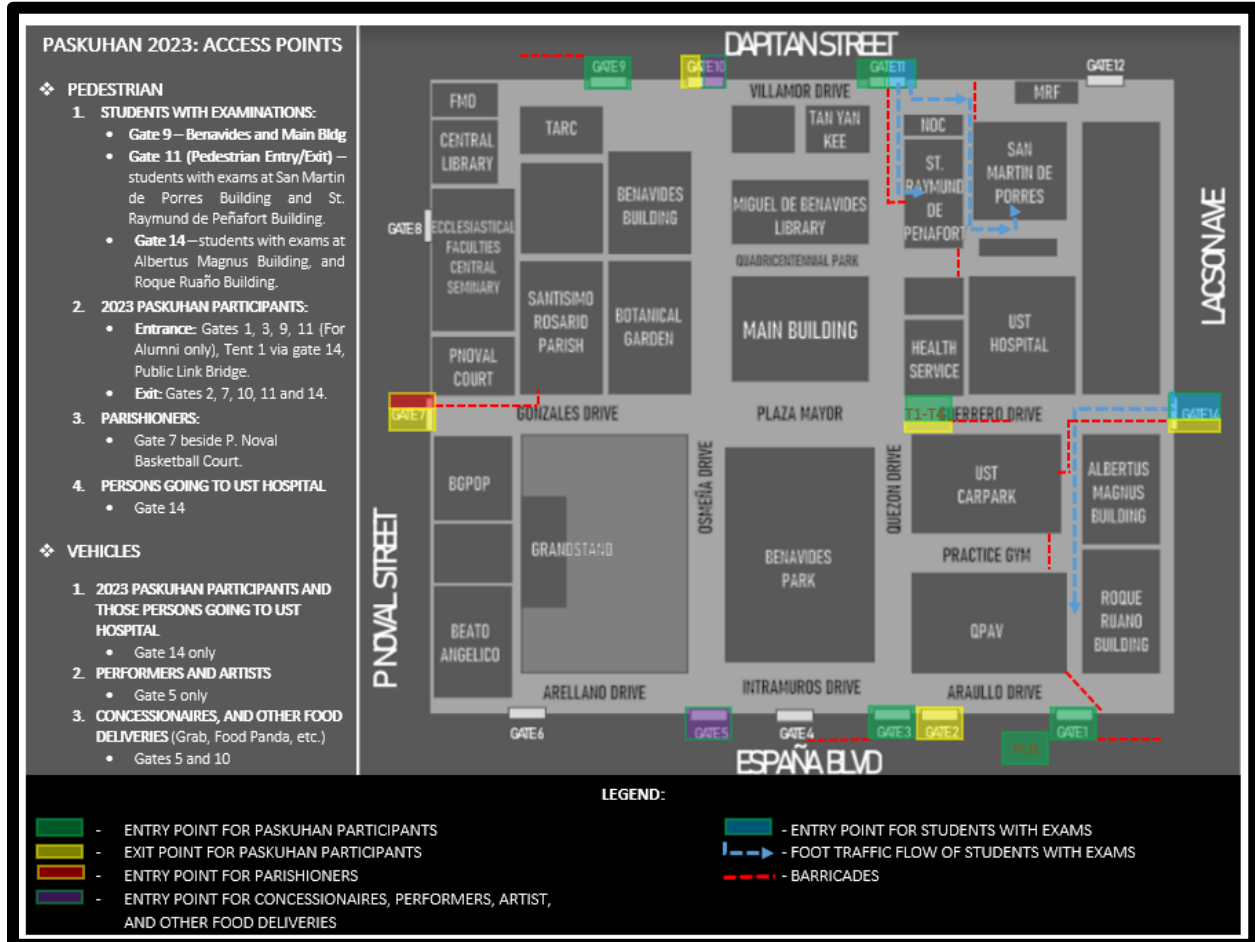 PASKUHAN 2023: ACCESS POINTS
❖ PEDESTRIAN
1. STUDENTS WITH EXAMINATIONS:
• Gate 9 – Benavides and Main Bldg
• Gate 11 (Pedestrian Entry/Exit) –
students with exams at San Martin
de Porres Building and St.
Raymund de Peñafort Building.
• Gate 14 – students with exams at
Albertus Magnus Building, and
Roque Ruaño Building.
2. 2023 PASKUHAN PARTICIPANTS:
• Entrance: Gates 1, 3, 9, 11 (For
Alumni only), Tent 1 via gate 14,
Public Link Bridge.
• Exit: Gates 2, 7, 10, 11 and 14.
3. PARISHIONERS:
• Gate 7 beside P. Noval
Basketball Court.
4. PERSONS GOING TO UST HOSPITAL
• Gate 14
❖ VEHICLES
1. 2023 PASKUHAN PARTICIPANTS AND
THOSE PERSONS GOING TO UST
HOSPITAL
• Gate 14 only
2. PERFORMERS AND ARTISTS
• Gate 5 only
3. CONCESSIONAIRES, AND OTHER FOOD
DELIVERIES (Grab, Food Panda, etc.)
• Gates 5 and 10
DAPITAN STREET
GATE 9
GATE10
GATE11
GATE12
VILLAMOR DRIVE
FMO
CENTRAL
LIBRARY
TARC
TAN YAN
KEE
NOC
MRF
ST.
RAYMUND
DE
PENAFORT
SAN
MARTIN DE
PORRES
BENAVIDES
BUILDING
MIGUEL DE BENAVIDES
LIBRARY
GATE 8
ECCLESIASTICAL
FACULTIES
CENTRAL
SEMINARY
QUADRICENTENNIAL PARK
LACSON AVE
SANTISIMO
ROSARIO
PARISH
BOTANICAL
GARDEN
MAIN BUILDING
UST
HOSPITAL
PNOVAL
COURT
HEALTH
SERVICE
GATE7
GONZALES DRIVE
PLAZA MAYOR
T1-T4
GUERRERO DRIVE
GATE14
BGPOP
OSMEÑA DRIVE
QUEZON DRIVE
UST
CARPARK
ALBERTUS
MAGNUS
BUILDING
P NOVAL STREET
GRANDSTAND
BENAVIDES
PARK
PRACTICE GYM
BEATO
ANGELICO
QPAV
ROQUE
RUANO
BUILDING
ARELLANO DRIVE
INTRAMUROS DRIVE
ARAULLO DRIVE
GATE6
GATE5
GATE4
GATE3
GATE2
GATE1
PLB
ESPAÑA BLVD
LEGEND:
- ENTRY POINT FOR PASKUHAN PARTICIPANTS
- EXIT POINT FOR PASKUHAN PARTICIPANTS
- ENTRY POINT FOR PARISHIONERS
- ENTRY POINT FOR CONCESSIONAIRES, PERFORMERS, ARTIST,
AND OTHER FOOD DELIVERIES
- ENTRY POINT FOR STUDENTS WITH EXAMS
- FOOT TRAFFIC FLOW OF STUDENTS WITH EXAMS
- BARRICADES